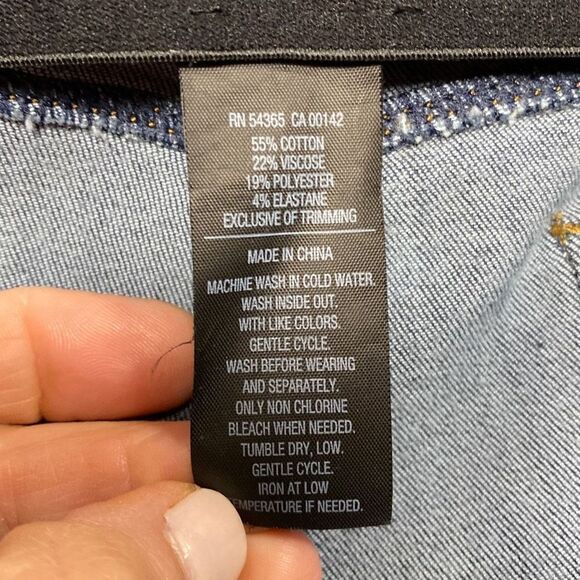 RN 54365 CA 00142
55% COTTON
22% VISCOSE
19% POLYESTER
4% ELASTANE
EXCLUSIVE OF TRIMMING
MADE IN CHINA
MACHINE WASH IN COLD WATER.
WASH INSIDE OUT.
WITH LIKE COLORS.
GENTLE CYCLE.
WASH BEFORE WEARING
AND SEPARATELY.
ONLY NON CHLORINE
BLEACH WHEN NEEDED.
TUMBLE DRY, LOW.
GENTLE CYCLE.
IRON AT LOW
TEMPERATURE IF NEEDED.